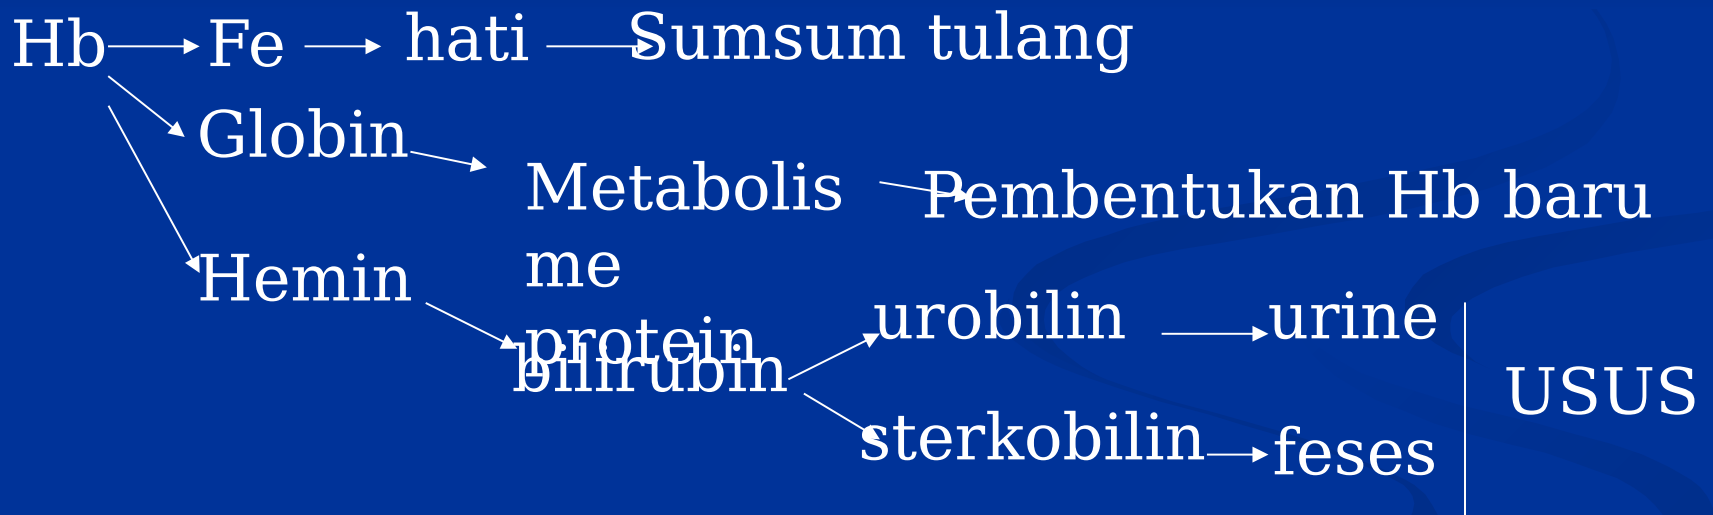 Hb Fe hati Sumsum tulang
Globin
Metabolis
me
protein
Pembentukan Hb baru
Hemin
bilirubin
urobilin urine
sterkobilin feses
USUS